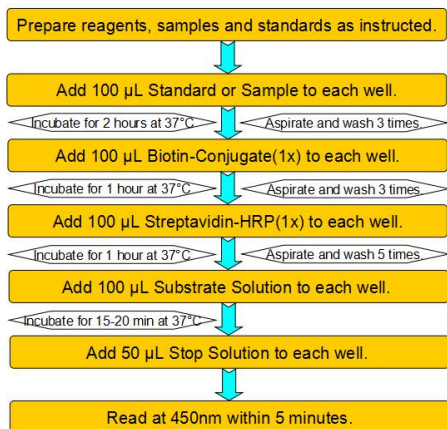 Prepare reagents, samples and standards as instructed.
Add 100 µL Standard or Sample to each well.
Incubate for 2 hours at 37°C
Aspirate and wash 3 times.
Add 100 µL Biotin-Conjugate(1x) to each well.
Incubate for 1 hour at 37°C
Aspirate and wash 3 times.
Add 100 µL Streptavidin-HRP(1x) to each well.
Incubate for 1 hour at 37°C
Aspirate and wash 5 times.
Add 100 µL Substrate Solution to each well.
Incubate for 15-20 min at 37°C
Add 50 µL Stop Solution to each well.
Read at 450nm within 5 minutes.